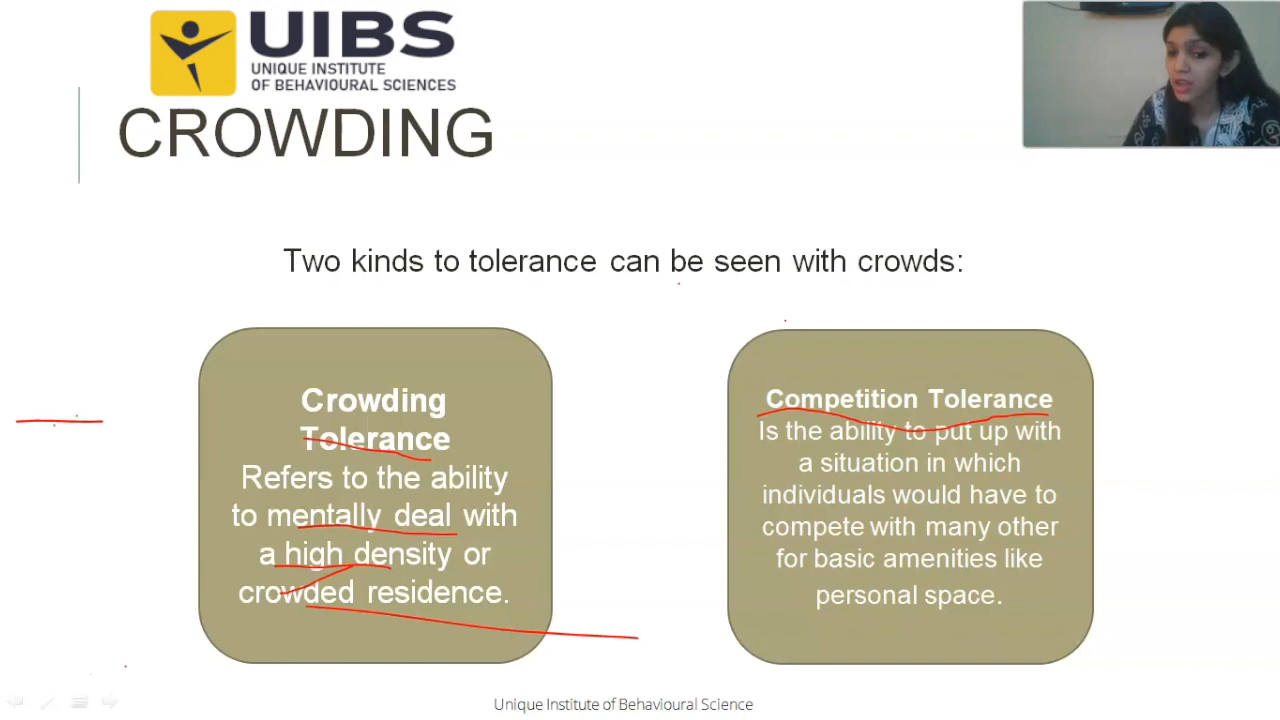 UIBS
UNIQUE INSTITUTE
OF BEHAVIOURAL SCIENCES
CROWDING
Two kinds to tolerance can be seen with crowds:
Crowding
Tolerance
Refers to the ability
to mentally deal with
a high density or
crowded residence.
Competition Tolerance
Is the ability to put up with
a situation in which
individuals would have to
compete with many other
for basic amenities like
personal space.
Unique Institute of Behavioural Science